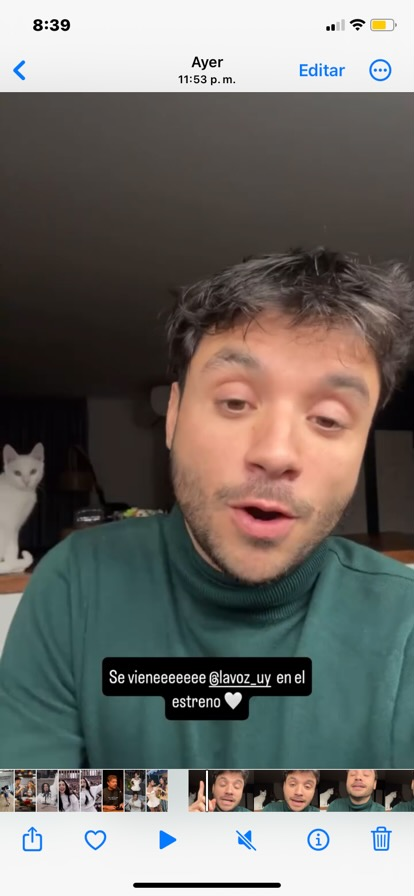 8:39
Ayer
11:53 p. m.
Editar
Se vieneeeeeee @lavoz_uy en el
estreno 🤍